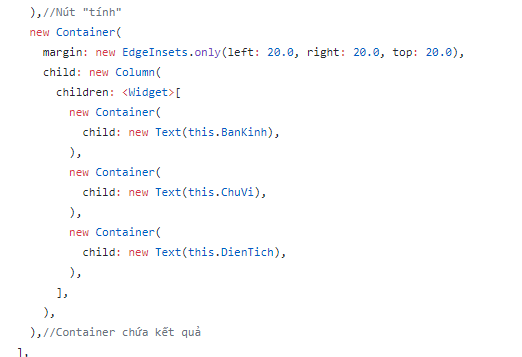 ),//Nút "tính"
new Container(
margin: new EdgeInsets.only(left: 20.0, right: 20.0, top: 20.0),
child: new Column(
children: <Widget>[
new Container(
child: new Text(this.BanKinh),
),
new Container(
child: new Text(this.ChuVi),
),
new Container(
child: new Text(this.DienTich),
),
],
),
),//Container chứa kết quả
],